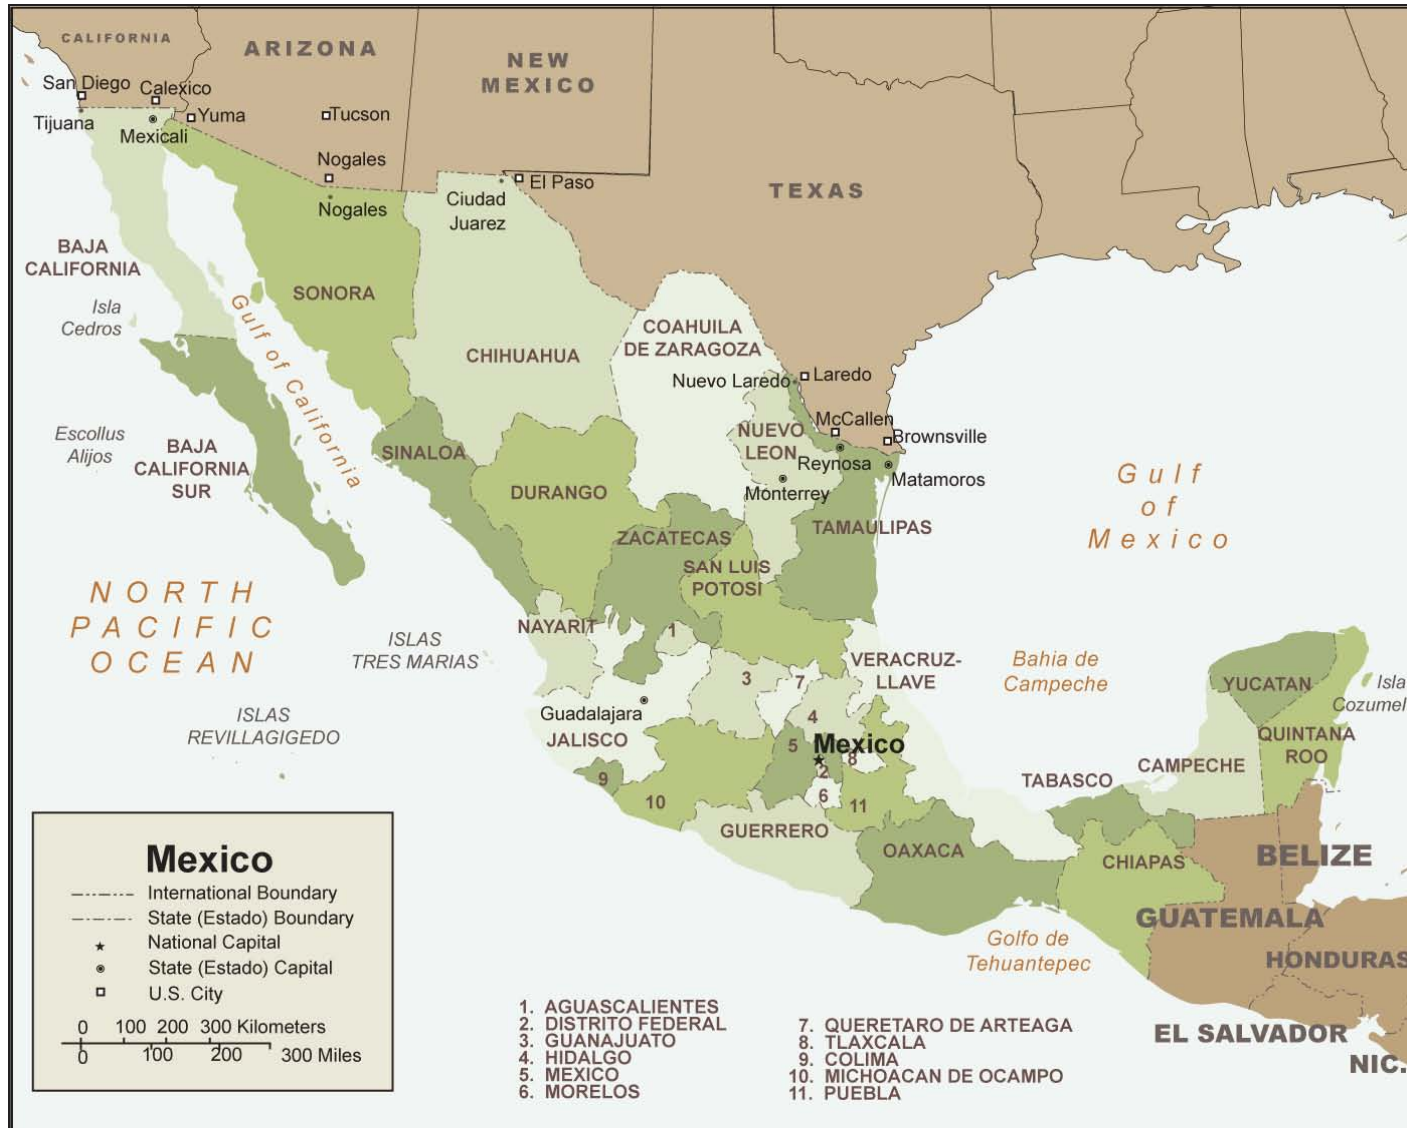 CALIFORNIA
ARIZONA
NEW
MEXICO
TEXAS
San Diego
Calexico
Tijuana
Mexicali
Yuma
Tucson
Nogales
Nogales
Ciudad
Juarez
El Paso
BAJA
CALIFORNIA
Isla
Cedros
SONORA
Gulf of California
CHIHUAHUA
COAHUILA
DE ZARAGOZA
Nuevo Laredo
Laredo
McCallen
Brownsville
NUEVO
LEON
Reynosa
Monterrey
Matamoros
Escollus
Alijos
BAJA
CALIFORNIA
SUR
SINALOA
DURANGO
ZACATECAS
TAMAULIPAS
SAN LUIS
POTOSI
Gulf
of
Mexico
NORTH
PACIFIC
OCEAN
ISLAS
TRES MARIAS
NAYARIT
1
3
7
4
VERACRUZ-
LLAVE
Bahia de
Campeche
YUCATAN
Isla
Cozumel
QUINTANA
ROO
ISLAS
REVILLAGIGEDO
Guadalajara
JALISCO
5
Mexico
8
2
6
9
10
11
CAMPECHE
TABASCO
GUERRERO
OAXACA
CHIAPAS
BELIZE
GUATEMALA
HONDURAS
Golfo de
Tehuantepec
EL SALVADOR
NIC.
Mexico
International Boundary
State (Estado) Boundary
National Capital
State (Estado) Capital
U.S. City
0 100 200 300 Kilometers
0 100 200 300 Miles
1. AGUASCALIENTES
2. DISTRITO FEDERAL
3. GUANAJUATO
4. HIDALGO
5. MEXICO
6. MORELOS
7. QUERETARO DE ARTEAGA
8. TLAXCALA
9. COLIMA
10. MICHOACAN DE OCAMPO
11. PUEBLA